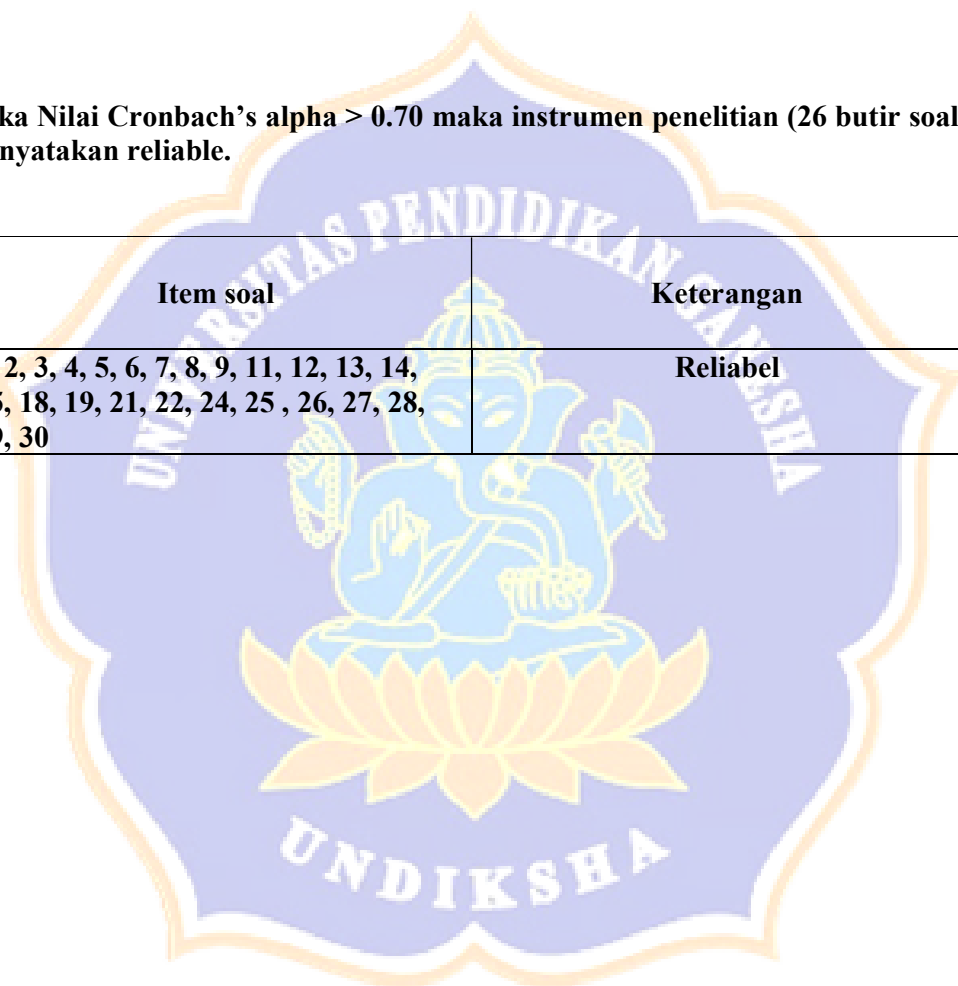 ka Nilai Cronbach’s alpha > 0.70 maka instrumen penelitian (26 butir soal
nyatakan reliable.
UNIVERSITAS PENDIDIKAN GANESHA
Item soal
Keterangan
2, 3, 4, 5, 6, 7, 8, 9, 11, 12, 13, 14,
Reliabel
, 18, 19, 21, 22, 24, 25 , 26, 27, 28,
, 30
UNDIKSHA